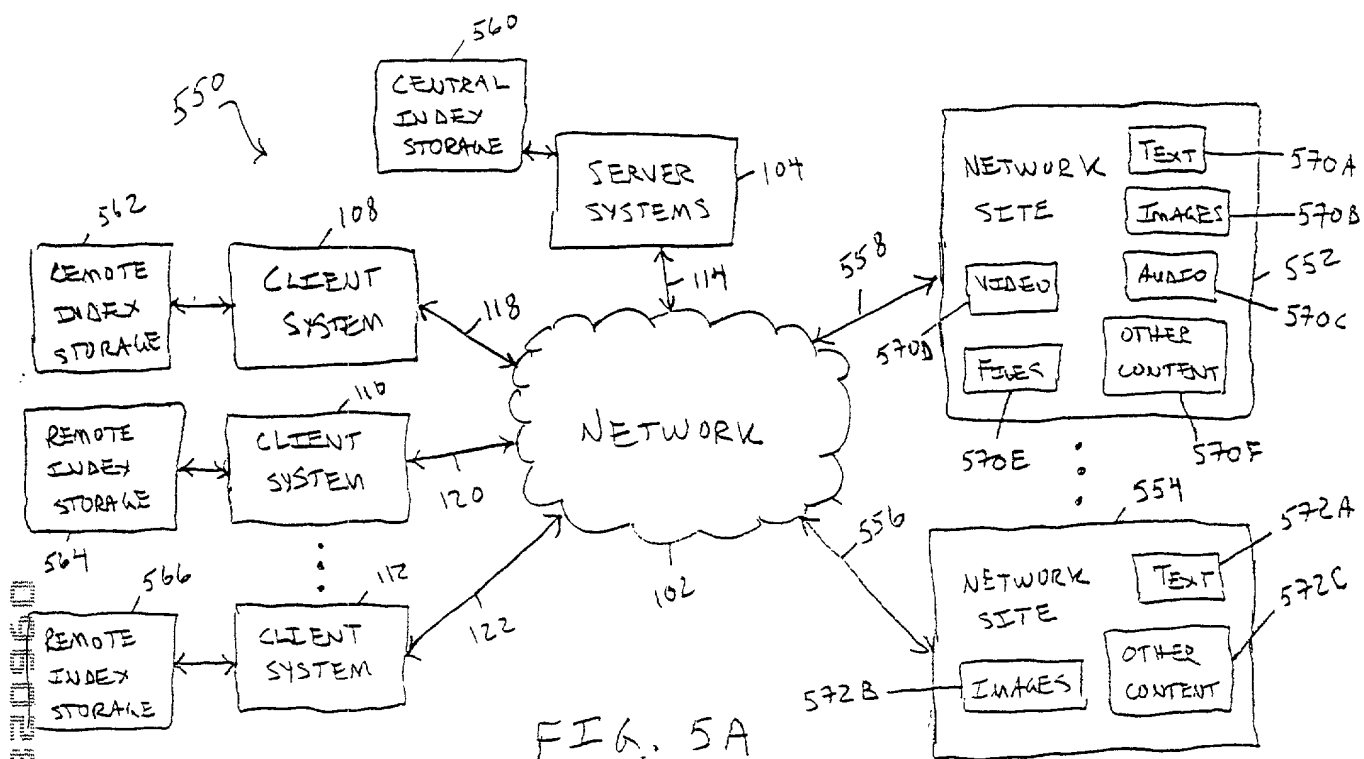 550
560
CENTRAL
INDEX
STORAGE
SERVER
SYSTEMS
104
114
562
REMOTE
INDEX
STORAGE
108
CLIENT
SYSTEM
118
REMOTE
INDEX
STORAGE
564
110
CLIENT
SYSTEM
120
566
REMOTE
INDEX
STORAGE
112
CLIENT
SYSTEM
122
NETWORK
102
558
556
NETWORK
SITE
TEXT
570A
IMAGES
570B
552
AUDIO
570C
VIDEO
570D
FILES
570E
OTHER
CONTENT
570F
554
NETWORK
SITE
TEXT
572A
572C
572B
IMAGES
OTHER
CONTENT
FIG. 5A